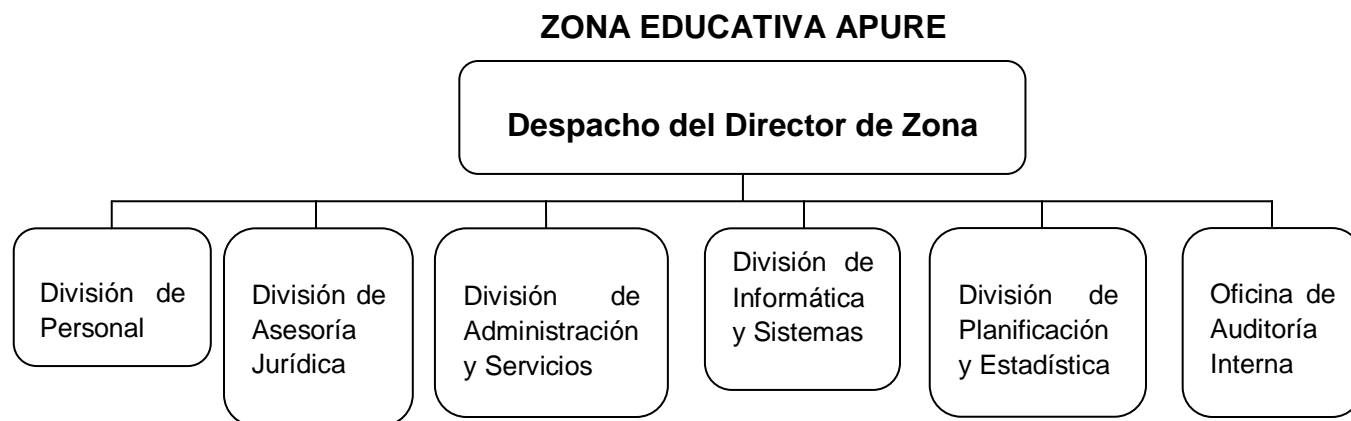 ZONA EDUCATIVA APURE
Despacho del Director de Zona
División de
Personal
División de
Asesoría
Jurídica
División de
Administración
y Servicios
División de
Informática
y Sistemas
División de
Planificación
y Estadística
Oficina de
Auditoría
Interna